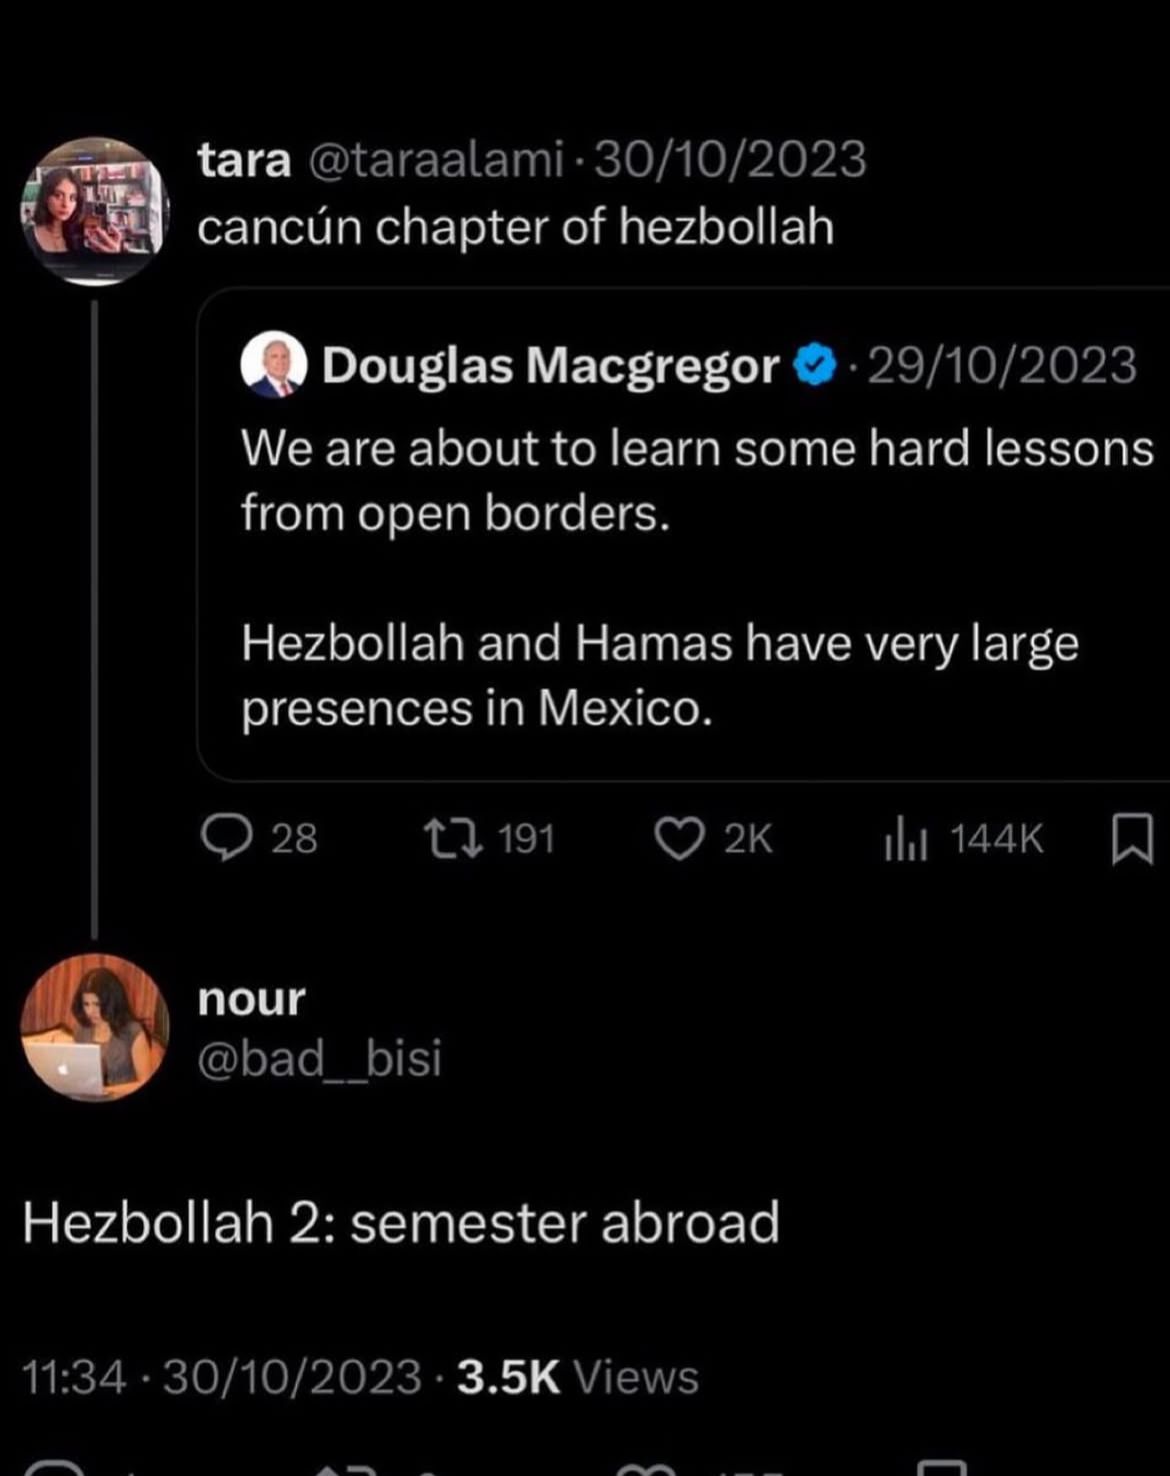 tara @taraalami · 30/10/2023
cancún chapter of hezbollah
Douglas Macgregor · 29/10/2023
We are about to learn some hard lessons
from open borders.
Hezbollah and Hamas have very large
presences in Mexico.
28 191 2K 144K
nour
@bad__bisi
Hezbollah 2: semester abroad
11:34 · 30/10/2023 · 3.5K Views